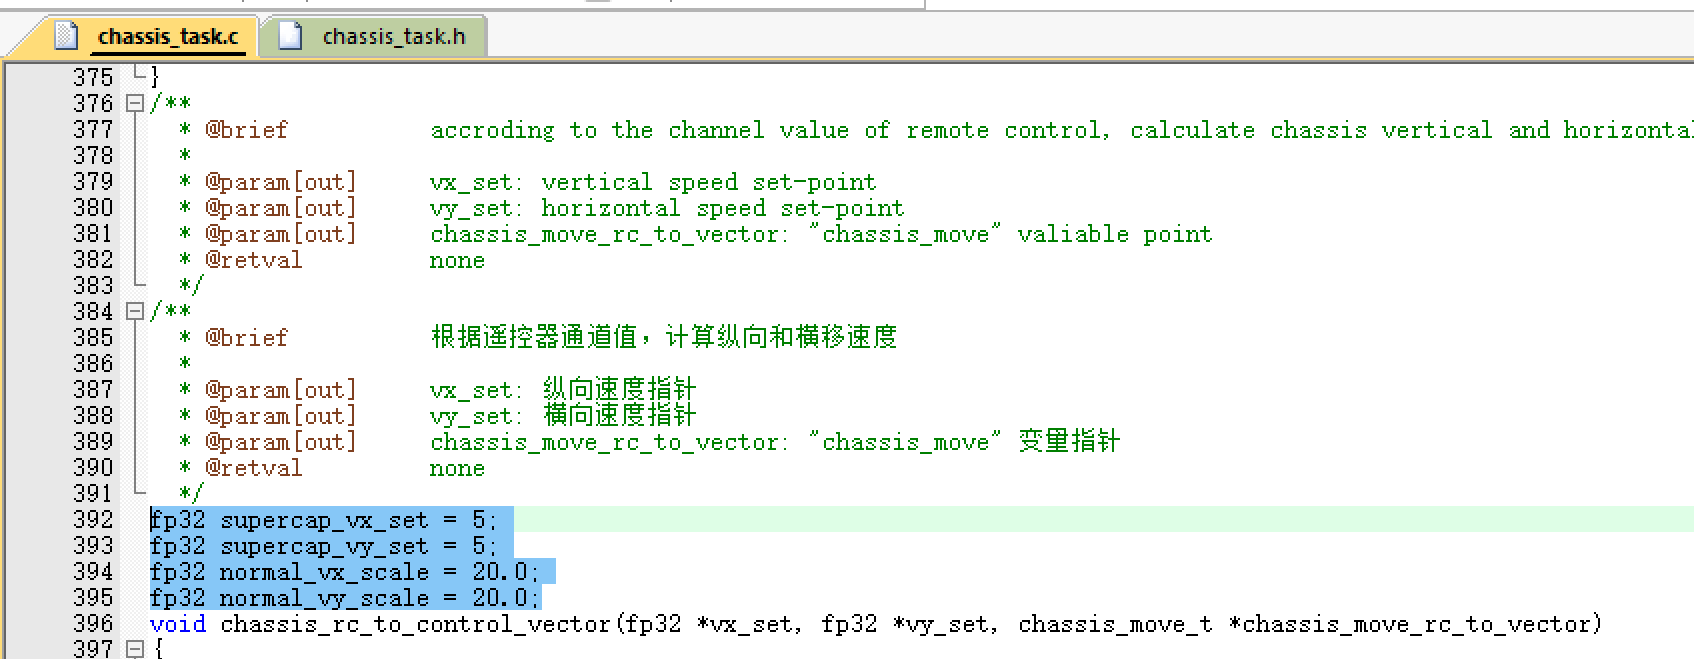 chassis_task.c
chassis_task.h
375 }
376 /**
377 * @brief accroding to the channel value of remote control, calculate chassis vertical and horizontal
378 *
379 * @param[out] vx_set: vertical speed set-point
380 * @param[out] vy_set: horizontal speed set-point
381 * @param[out] chassis_move_rc_to_vector: "chassis_move" valiable point
382 * @retval none
383 */
384 /**
385 * @brief 根据遥控器通道值，计算纵向和横移速度
386 *
387 * @param[out] vx_set: 纵向速度指针
388 * @param[out] vy_set: 横向速度指针
389 * @param[out] chassis_move_rc_to_vector: "chassis_move" 变量指针
390 * @retval none
391 */
392 fp32 supercap_vx_set = 5;
393 fp32 supercap_vy_set = 5;
394 fp32 normal_vx_scale = 20.0;
395 fp32 normal_vy_scale = 20.0;
396 void chassis_rc_to_control_vector(fp32 *vx_set, fp32 *vy_set, chassis_move_t *chassis_move_rc_to_vector)
397 {